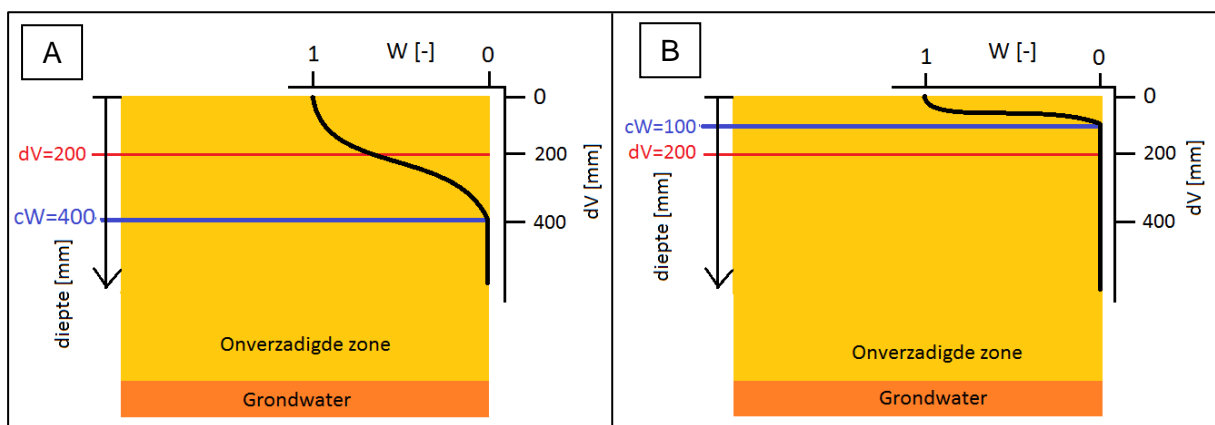 A
W [-]
1
0
0
dV=200
200
cW=400
400
diepte [mm]
dV [mm]
Onverzadigde zone
Grondwater
B
W [-]
1
0
0
cW=100
dV=200
200
400
diepte [mm]
dV [mm]
Onverzadigde zone
Grondwater